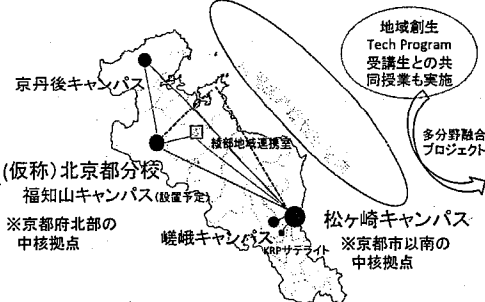 地域創生
Tech Program
受講生との共
同授業も実施
多分野融合
プロジェクト
京丹後キャンパス
綾部地域連携室
(仮称)北京都分校
福知山キャンパス(設置予定)
※京都府北部の
中核拠点
松ヶ崎キャンパス
※京都市以南の
中核拠点
嵯峨キャンパス
KRPサテライト